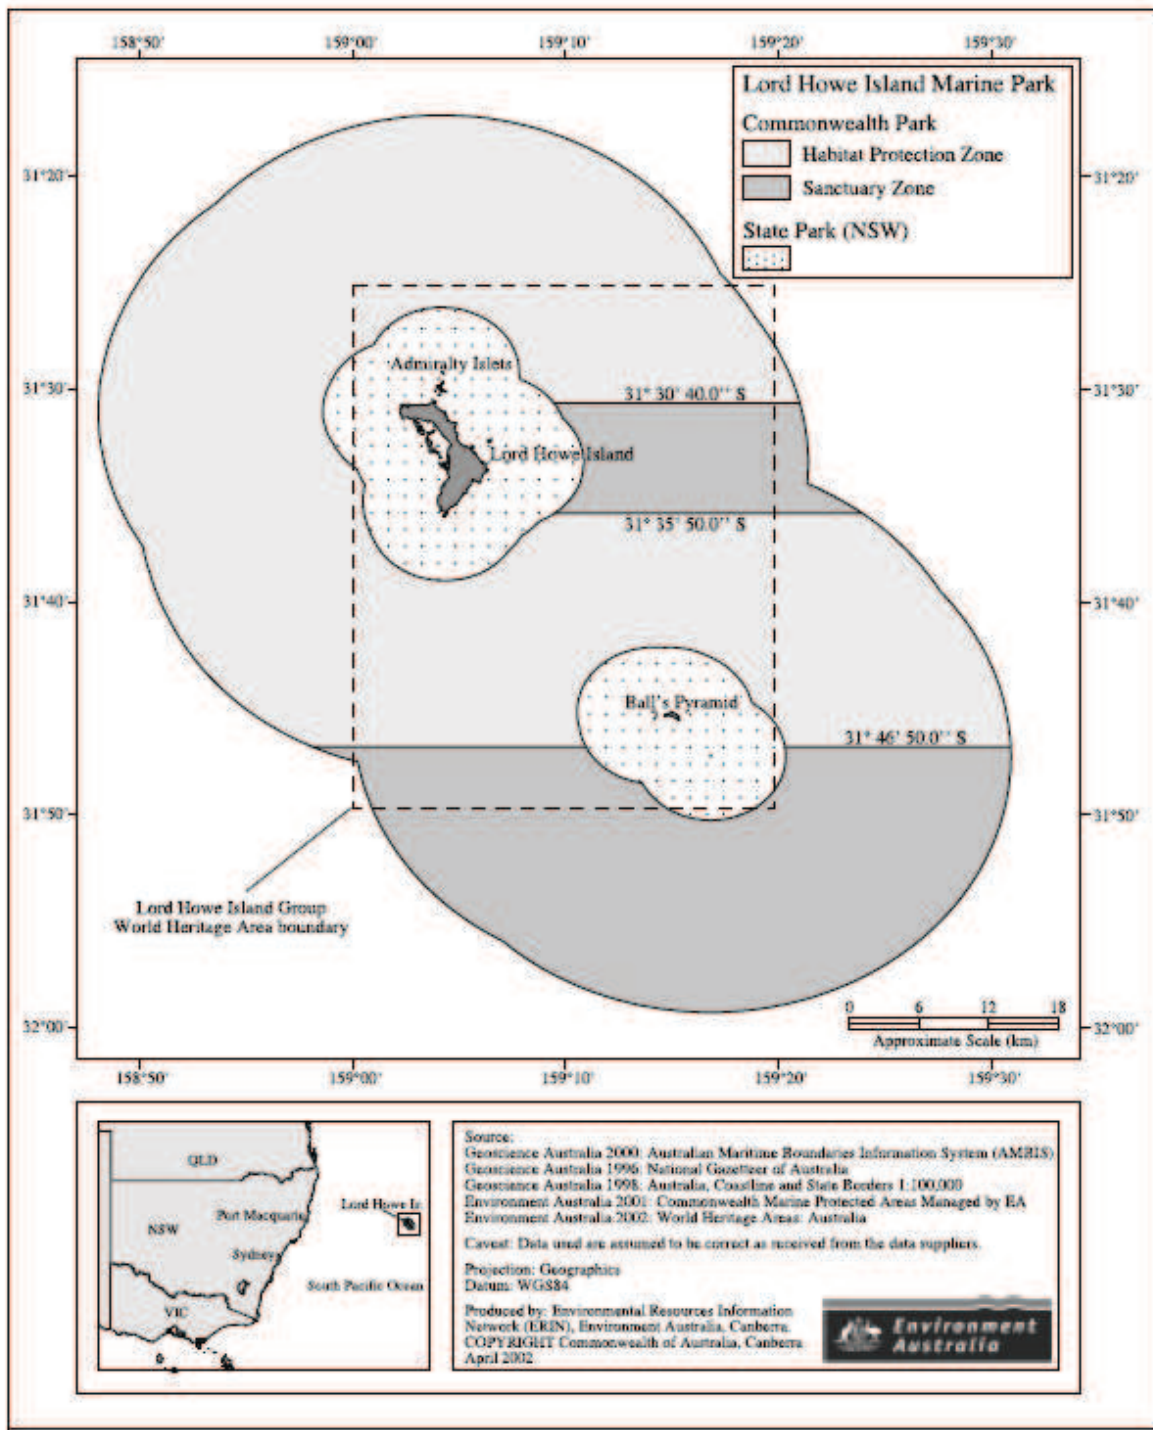 158°50' 159°00' 159°10' 159°20' 159°30'
Lord Howe Island Marine Park
Commonwealth Park
Habitat Protection Zone
Sanctuary Zone
State Park (NSW)
31°20' 31°20'
Admiralty Islets
31°30' 31° 30' 40.0'' S 31°30'
Lord Howe Island
31° 35' 50.0'' S
31°40' 31°40'
Ball's Pyramid
31° 46' 50.0'' S
31°50' 31°50'
Lord Howe Island Group
World Heritage Area boundary
0 6 12 18
32°00' 32°00'
Approximate Scale (km)
158°50' 159°00' 159°10' 159°20' 159°30'
QLD
Lord Howe Is
Port Macquarie
NSW
Sydney
South Pacific Ocean
VIC
Source:
Geoscience Australia 2000: Australian Maritime Boundaries Information System (AMBIS)
Geoscience Australia 1996: National Gazetteer of Australia
Geoscience Australia 1998: Australia, Coastline and State Borders 1:100,000
Environment Australia 2001: Commonwealth Marine Protected Areas Managed by EA
Environment Australia 2002: World Heritage Areas: Australia
Caveat: Data used are assumed to be correct as received from the data suppliers.
Projection: Geographics
Datum: WGS84
Produced by: Environmental Resources Information
Network (ERIN), Environment Australia, Canberra.
COPYRIGHT Commonwealth of Australia, Canberra
April 2002
Environment
Australia